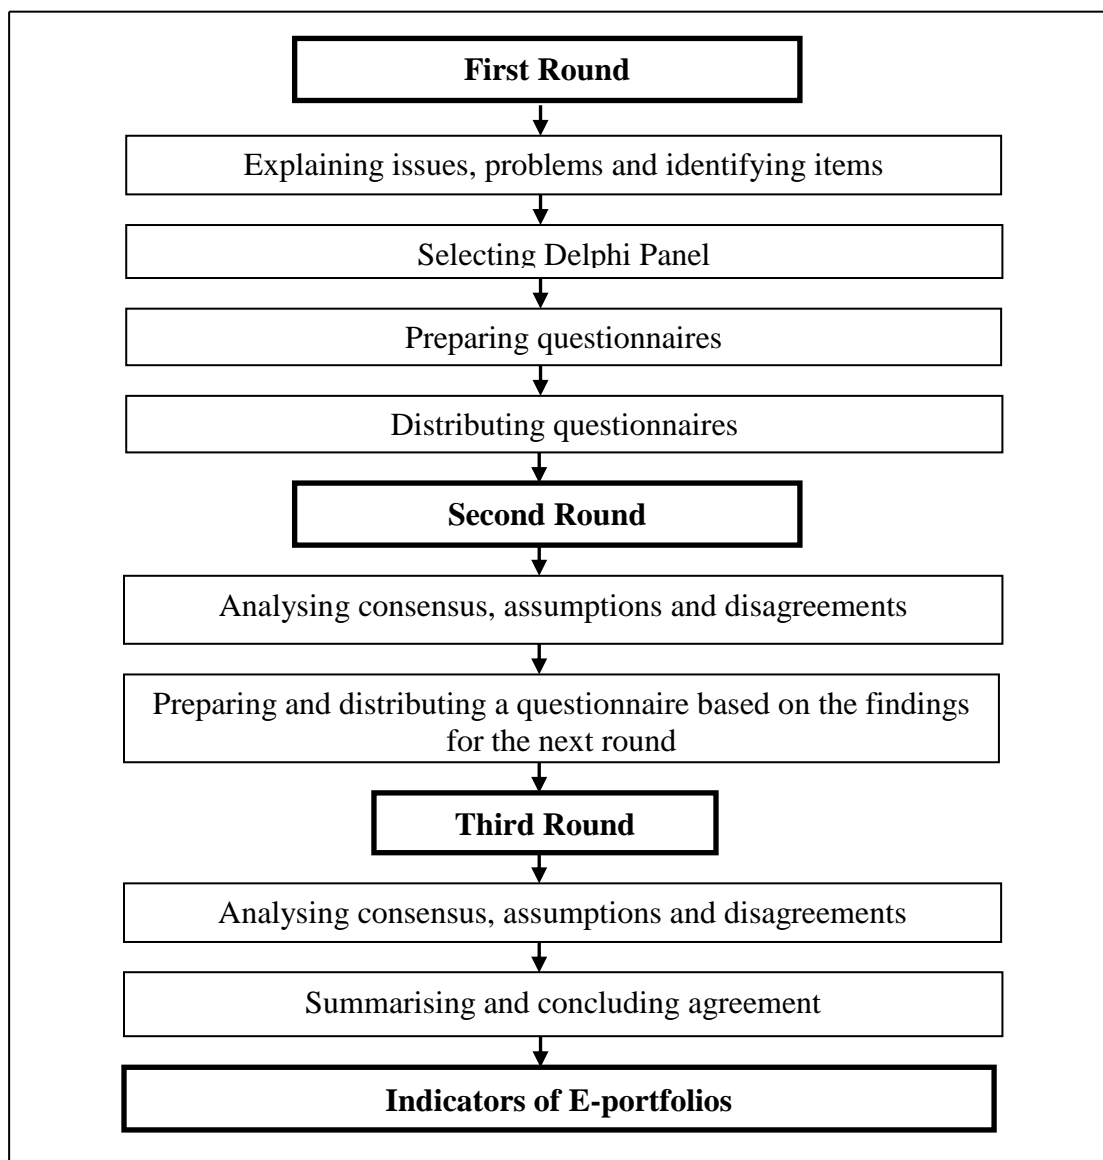 First Round
Explaining issues, problems and identifying items
Selecting Delphi Panel
Preparing questionnaires
Distributing questionnaires
Second Round
Analysing consensus, assumptions and disagreements
Preparing and distributing a questionnaire based on the findings
for the next round
Third Round
Analysing consensus, assumptions and disagreements
Summarising and concluding agreement
Indicators of E-portfolios